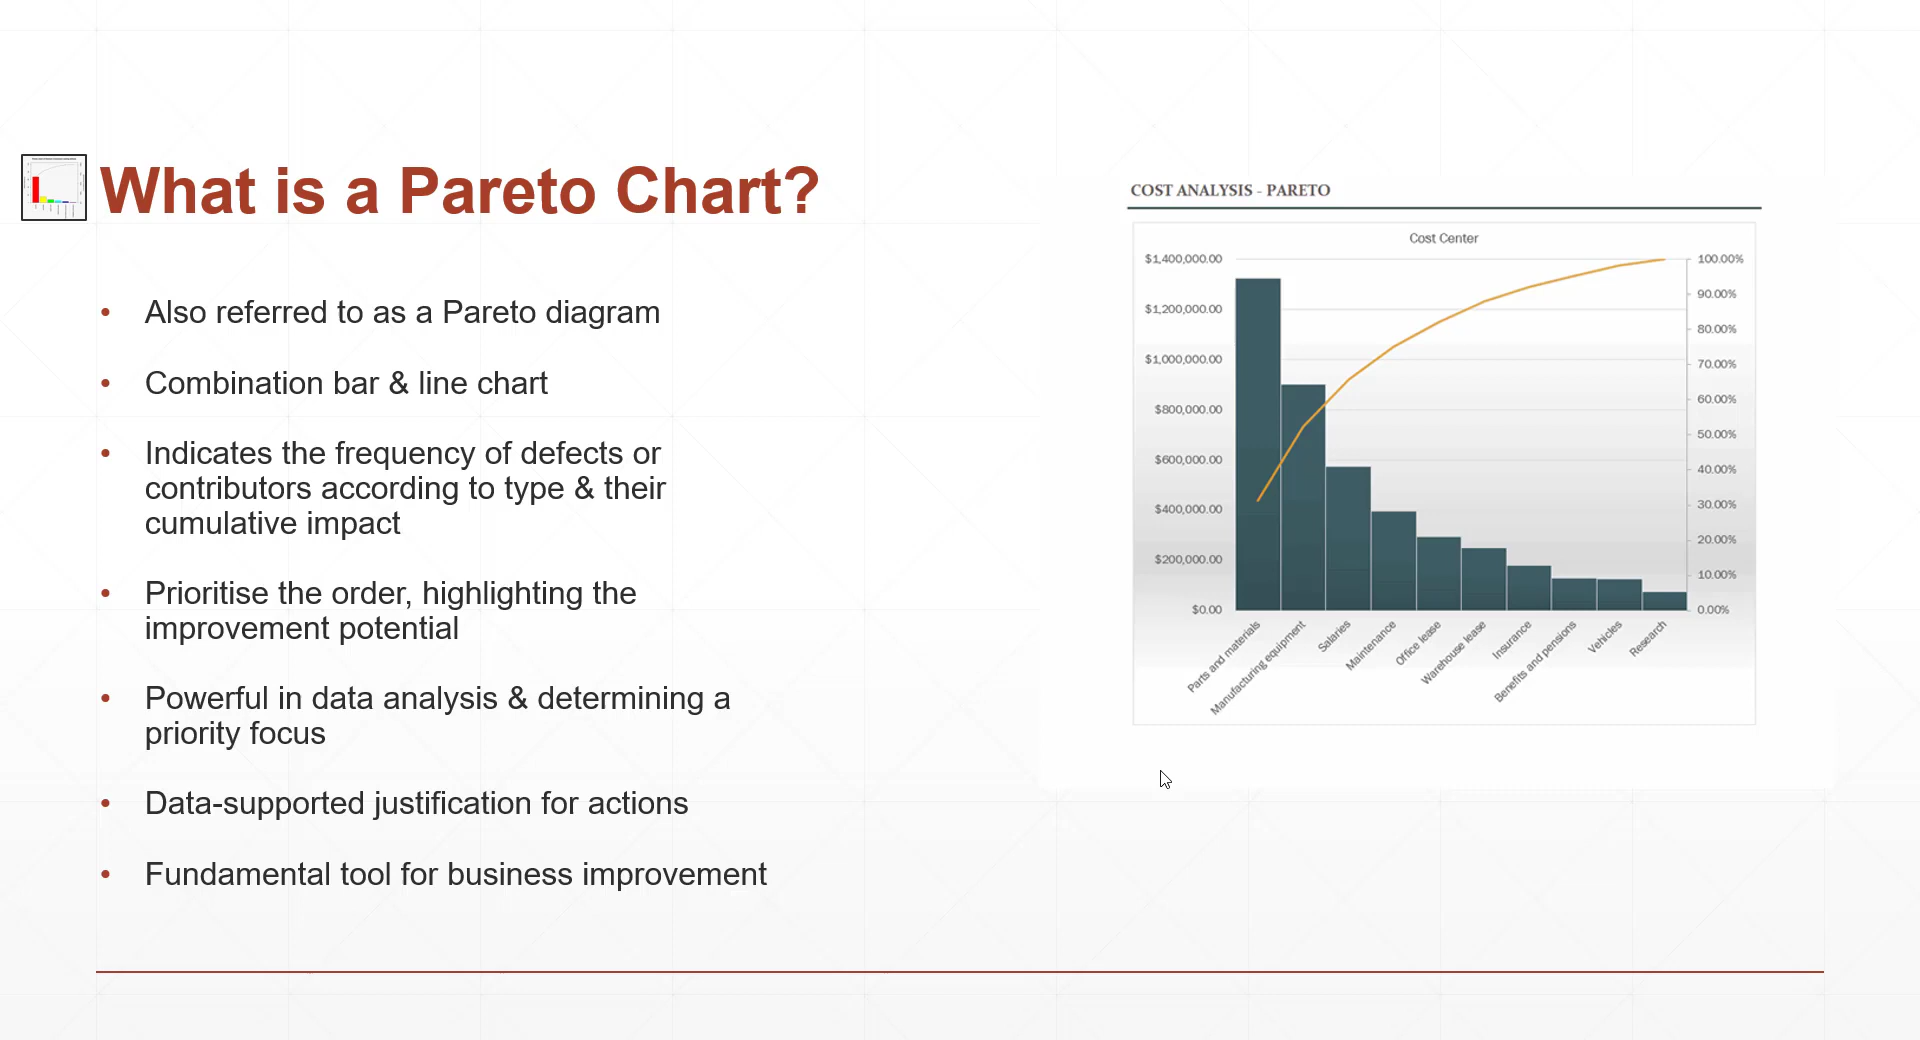 What is a Pareto Chart?
• Also referred to as a Pareto diagram
• Combination bar & line chart
• Indicates the frequency of defects or
contributors according to type & their
cumulative impact
• Prioritise the order, highlighting the
improvement potential
• Powerful in data analysis & determining a
priority focus
• Data-supported justification for actions
• Fundamental tool for business improvement
COST ANALYSIS - PARETO
Cost Center
$1,400,000.00
$1,200,000.00
$1,000,000.00
$800,000.00
$600,000.00
$400,000.00
$200,000.00
$0.00
100.00%
90.00%
80.00%
70.00%
60.00%
50.00%
40.00%
30.00%
20.00%
10.00%
0.00%
Parts and materials
Manufacturing equipment
Salaries
Maintenance
Office lease
Warehouse lease
Insurance
Benefits and pensions
Vehicles
Research